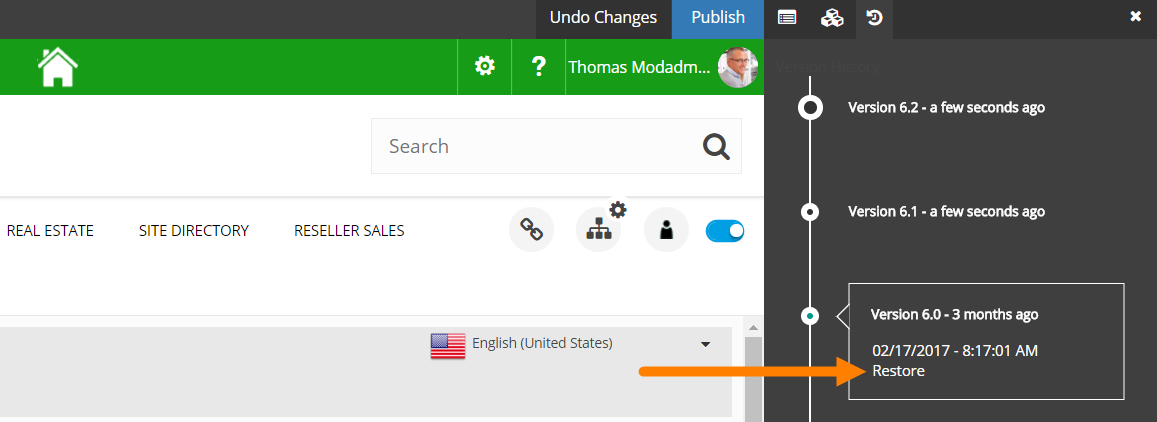 Undo Changes
Publish
?
Thomas Modadm...
Version History
Version 6.2 - a few seconds ago
Search
REAL ESTATE
SITE DIRECTORY
RESELLER SALES
Version 6.1 - a few seconds ago
Version 6.0 - 3 months ago
English (United States)
02/17/2017 - 8:17:01 AM
Restore